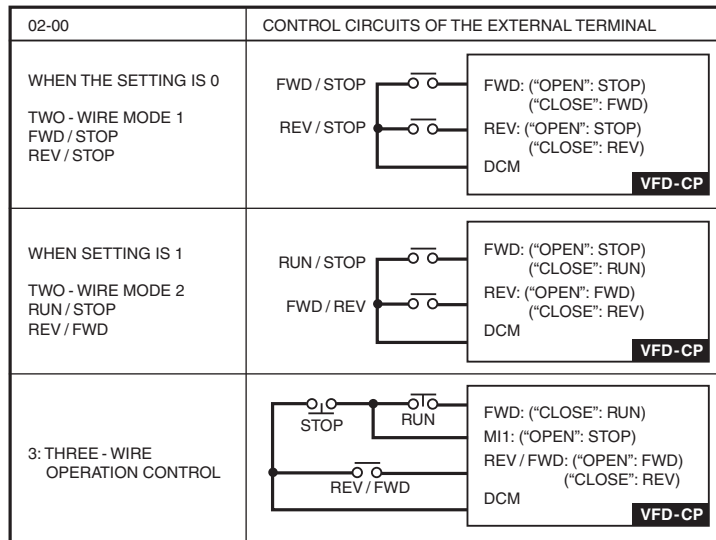 02-00
CONTROL CIRCUITS OF THE EXTERNAL TERMINAL
WHEN THE SETTING IS 0
TWO - WIRE MODE 1
FWD / STOP
REV / STOP
FWD / STOP
REV / STOP
FWD: (“OPEN”: STOP)
(“CLOSE”: FWD)
REV: (“OPEN”: STOP)
(“CLOSE”: REV)
DCM
VFD-CP
WHEN SETTING IS 1
TWO - WIRE MODE 2
RUN / STOP
REV / FWD
RUN / STOP
FWD / REV
FWD: (“OPEN”: STOP)
(“CLOSE”: RUN)
REV: (“OPEN”: FWD)
(“CLOSE”: REV)
DCM
VFD-CP
3: THREE - WIRE
OPERATION CONTROL
STOP
RUN
REV / FWD
FWD: (“CLOSE”: RUN)
MI1: (“OPEN”: STOP)
REV / FWD: (“OPEN”: FWD)
(“CLOSE”: REV)
DCM
VFD-CP